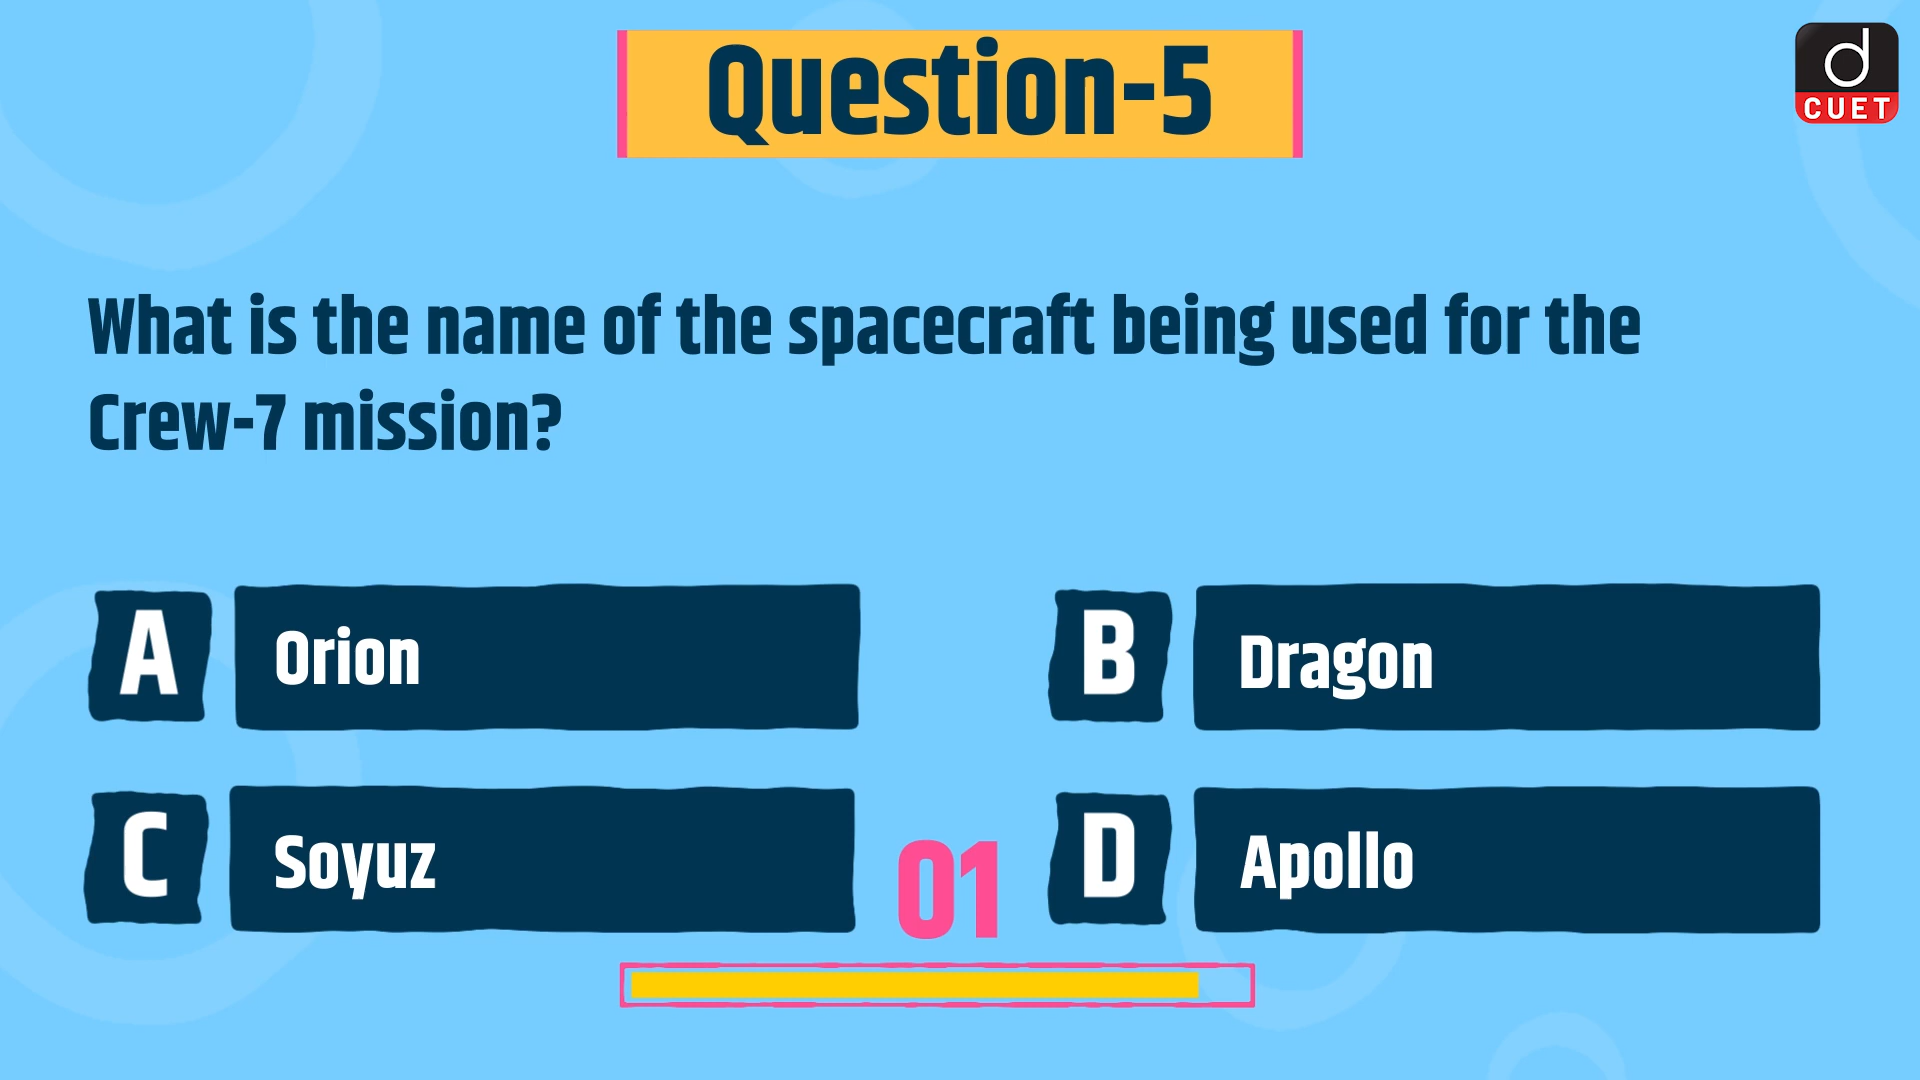 Question-5
d
CUET
What is the name of the spacecraft being used for the
Crew-7 mission?
A
Orion
B
Dragon
C
Soyuz
D
Apollo
01